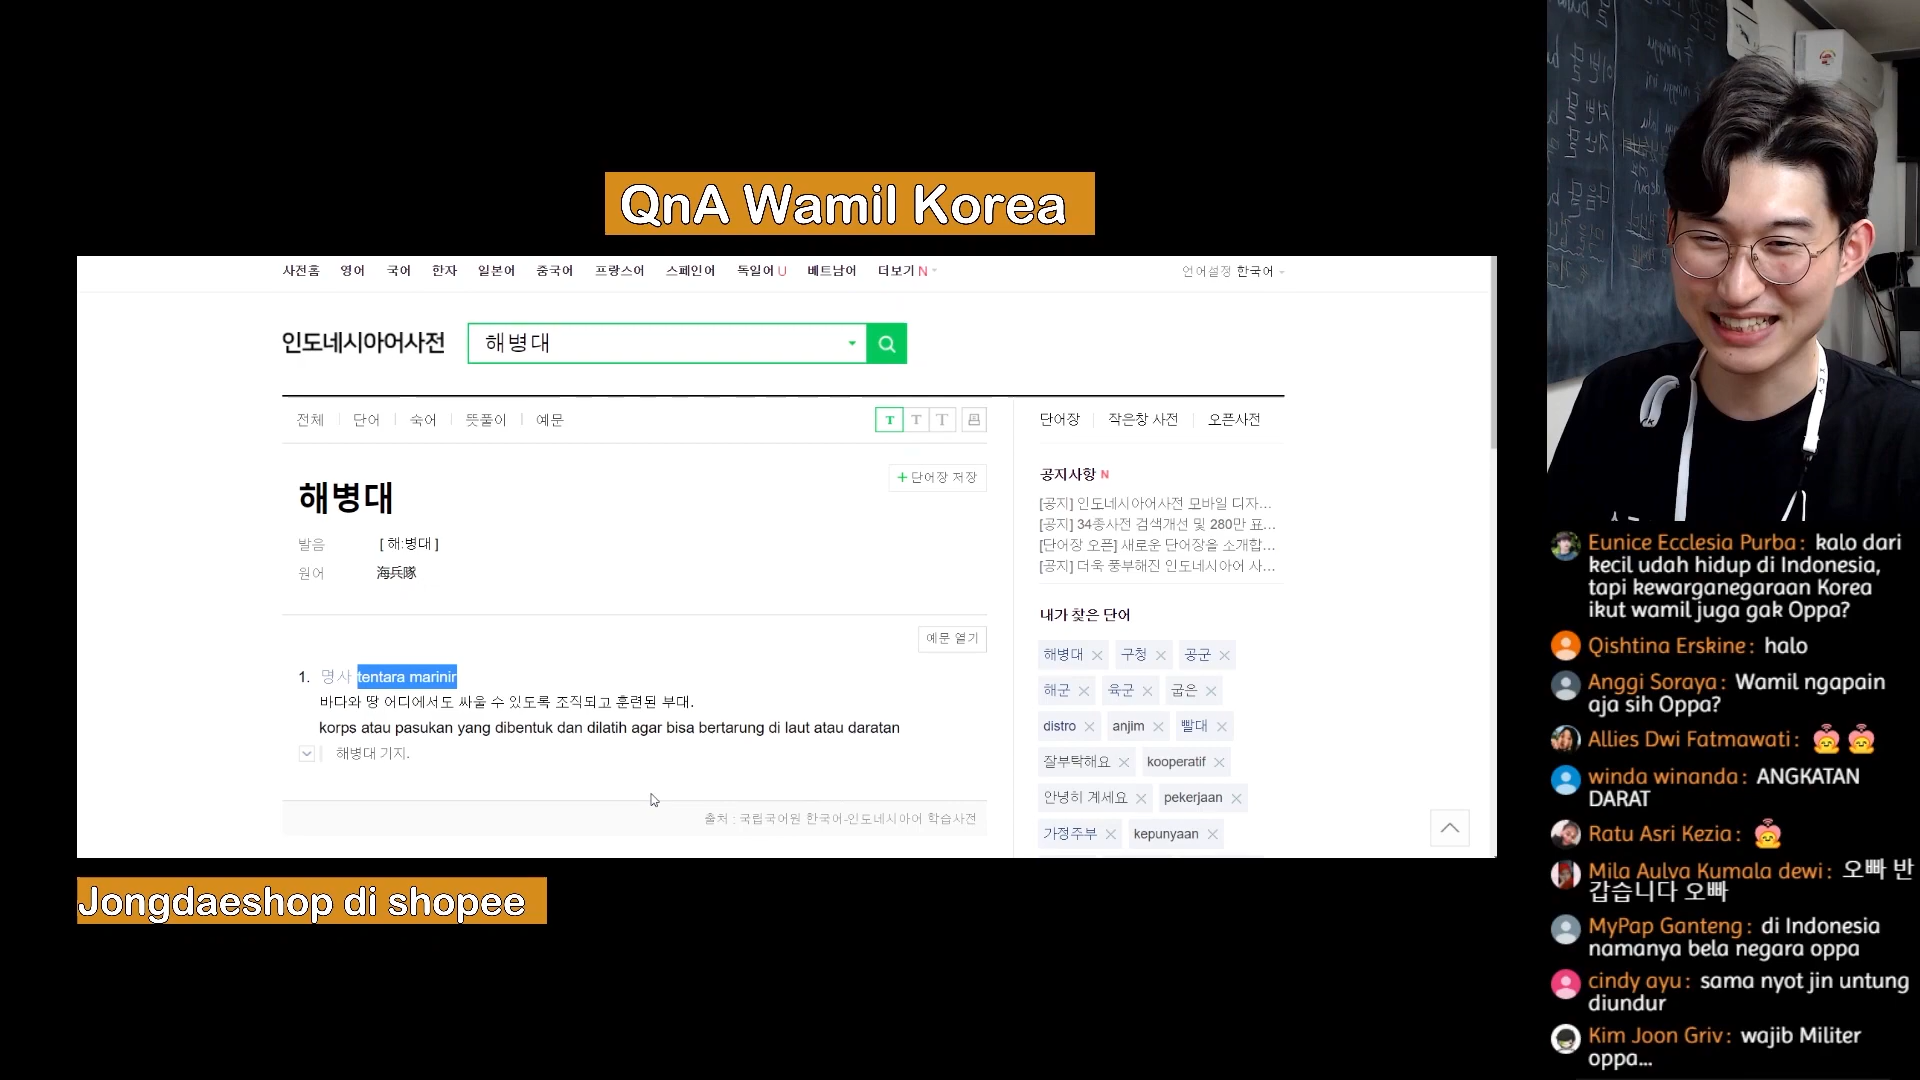 QnA Wamil Korea
사전홈 영어 국어 한자 일본어 중국어 프랑스어 스페인어 독일어 U 베트남어 더보기 N
언어설정 한국어
인도네시아어사전
해병대
전체 단어 숙어 뜻풀이 예문
T T T
단어장 작은창 사전 오픈사전
해병대
+단어장 저장
발음 [ 해:병대 ]
원어 海兵隊
예문 열기
1. 명사 tentara marinir
바다와 땅 어디에서도 싸울 수 있도록 조직되고 훈련된 부대.
korps atau pasukan yang dibentuk dan dilatih agar bisa bertarung di laut atau daratan
해병대 기지.
출처 : 국립국어원 한국어-인도네시아어 학습사전
공지사항 N
[공지] 인도네시아어사전 모바일 디자...
[공지] 34종사전 검색개선 및 280만 표...
[단어장 오픈] 새로운 단어장을 소개합...
[공지] 더욱 풍부해진 인도네시아어 사...
내가 찾은 단어
해병대 구청 공군
해군 육군 굽은
distro anjim 빨대
잘부탁해요 kooperatif
안녕히 계세요 pekerjaan
가정주부 kepunyaan
Jongdaeshop di shopee
Eunice Ecclesia Purba: kalo dari
kecil udah hidup di Indonesia,
tapi kewarganegaraan Korea
ikut wamil juga gak Oppa?
Qishtina Erskine: halo
Anggi Soraya: Wamil ngapain
aja sih Oppa?
Allies Dwi Fatmawati:
winda winanda: ANGKATAN
DARAT
Ratu Asri Kezia:
Mila Aulya Kumala dewi: 오빠 반
갑습니다 오빠
MyPap Ganteng: di Indonesia
namanya bela negara oppa
cindy ayu: sama nyot jin untung
diundur
Kim Joon Griv: wajib Militer
oppa...